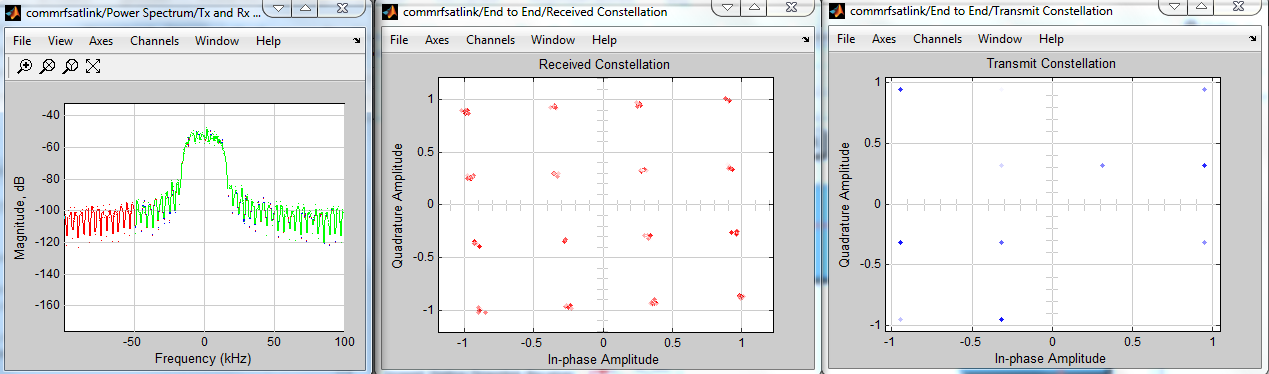 commrfsatlink/Power Spectrum/Tx and Rx ...
File View Axes Channels Window Help
Magnitude, dB
-40
-60
-80
-100
-120
-140
-160
-50 0 50 100
Frequency (kHz)
commrfsatlink/End to End/Received Constellation
File Axes Channels Window Help
Received Constellation
Quadrature Amplitude
1
0.5
0
-0.5
-1
-1 -0.5 0 0.5 1
In-phase Amplitude
commrfsatlink/End to End/Transmit Constellation
File Axes Channels Window Help
Transmit Constellation
Quadrature Amplitude
1
0.5
0
-0.5
-1
-1 -0.5 0 0.5 1
In-phase Amplitude